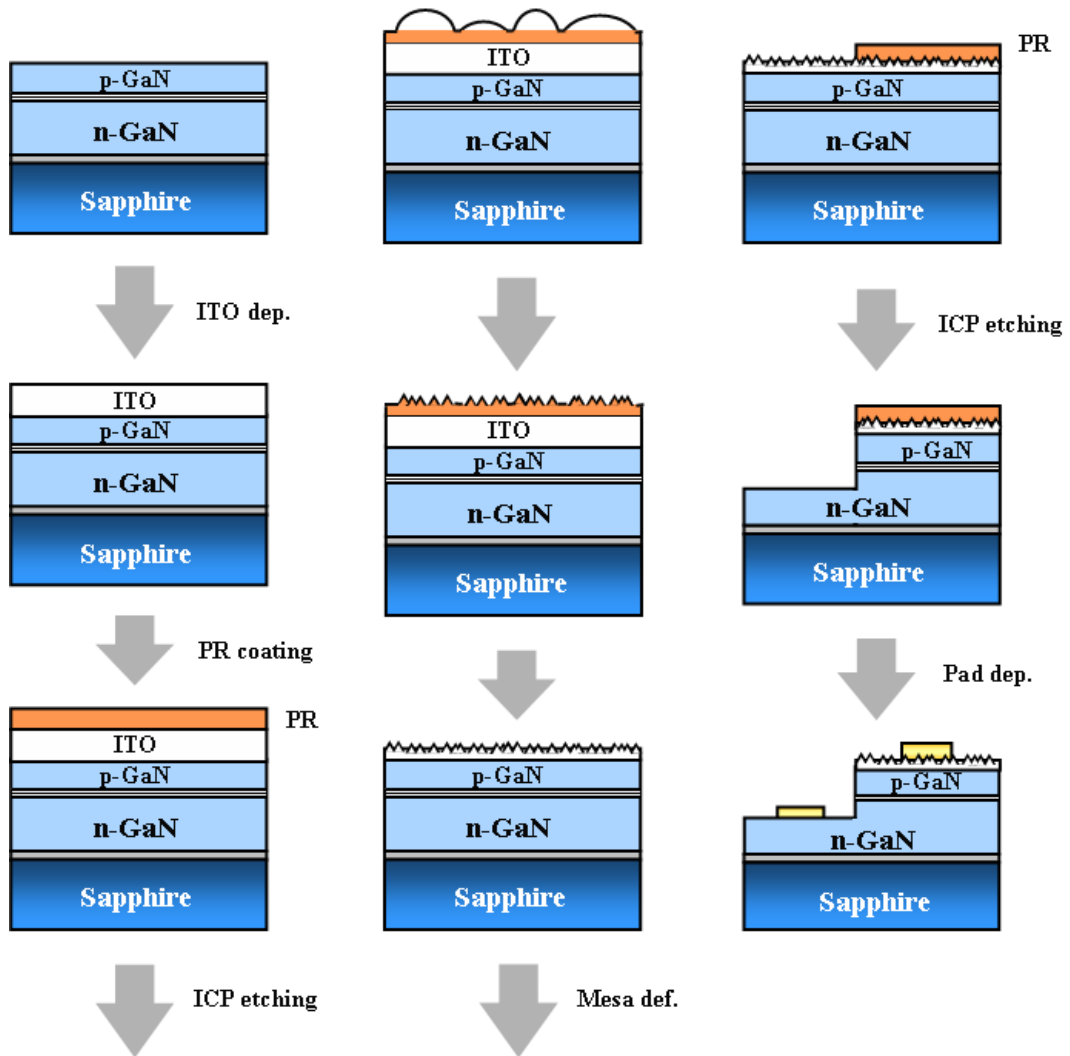 p-GaN
n-GaN
Sapphire
ITO dep.
ITO
p-GaN
n-GaN
Sapphire
PR coating
PR
ITO
p-GaN
n-GaN
Sapphire
ICP etching
ITO
p-GaN
n-GaN
Sapphire
ITO
p-GaN
n-GaN
Sapphire
p-GaN
n-GaN
Sapphire
Mesa def.
PR
p-GaN
n-GaN
Sapphire
ICP etching
p-GaN
n-GaN
Sapphire
Pad dep.
p-GaN
n-GaN
Sapphire